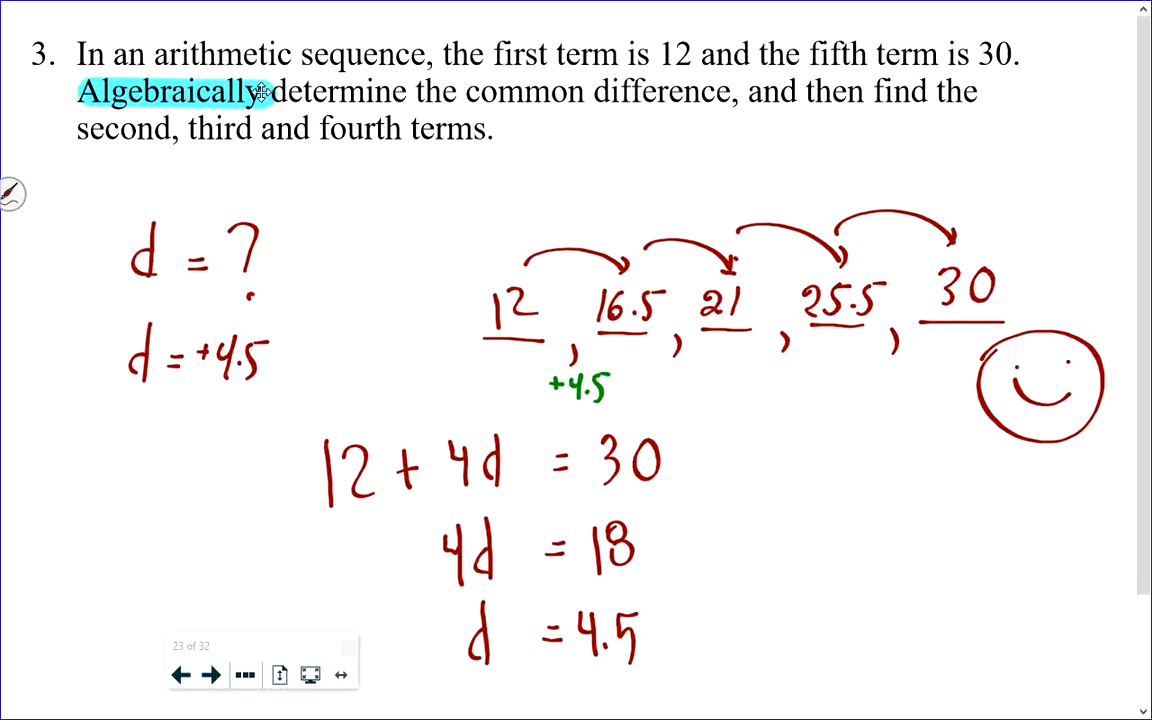 3. In an arithmetic sequence, the first term is 12 and the fifth term is 30.
Algebraically determine the common difference, and then find the
second, third and fourth terms.
d = ?
d = +4.5
12, 16.5, 21, 25.5, 30
+4.5
12 + 4d = 30
4d = 18
d = 4.5
23 of 32